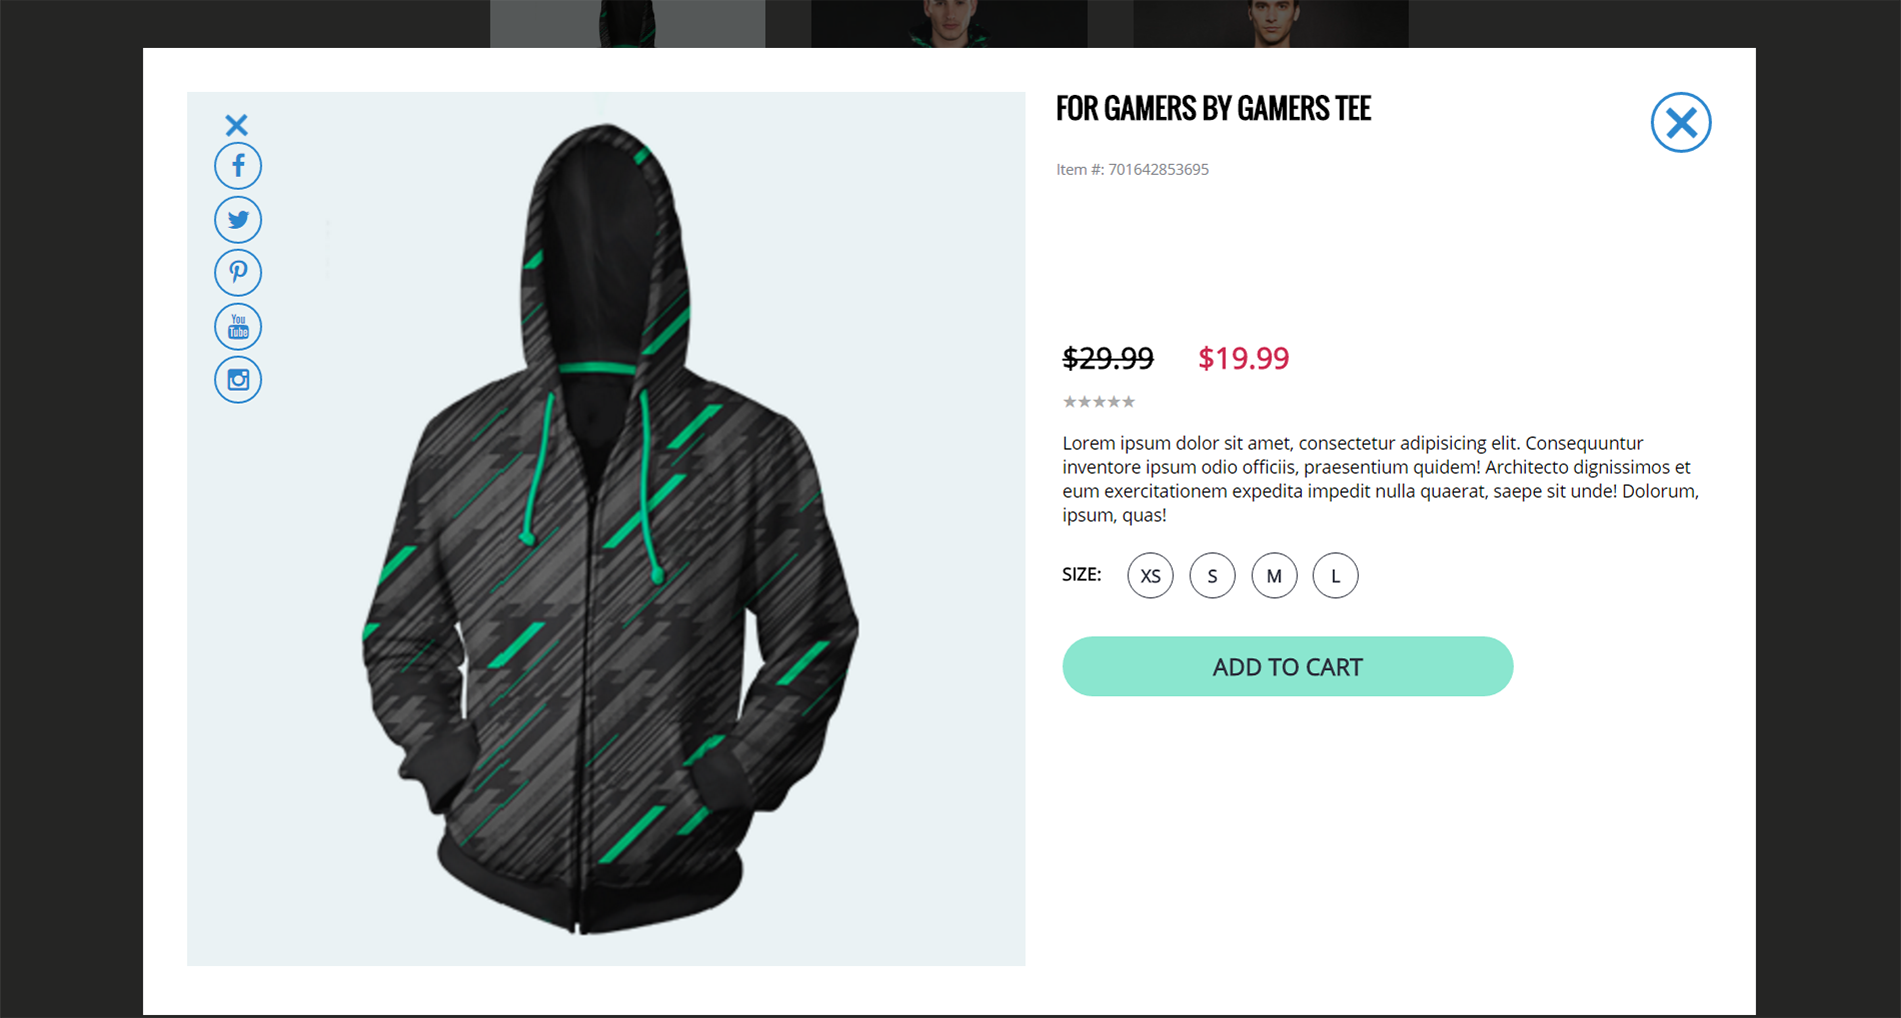 FOR GAMERS BY GAMERS TEE
Item #: 701642853695
You
Tube
$29.99 $19.99
Lorem ipsum dolor sit amet, consectetur adipisicing elit. Consequuntur
inventore ipsum odio officiis, praesentium quidem! Architecto dignissimos et
eum exercitationem expedita impedit nulla quaerat, saepe sit unde! Dolorum,
ipsum, quas!
SIZE: XS S M L
ADD TO CART